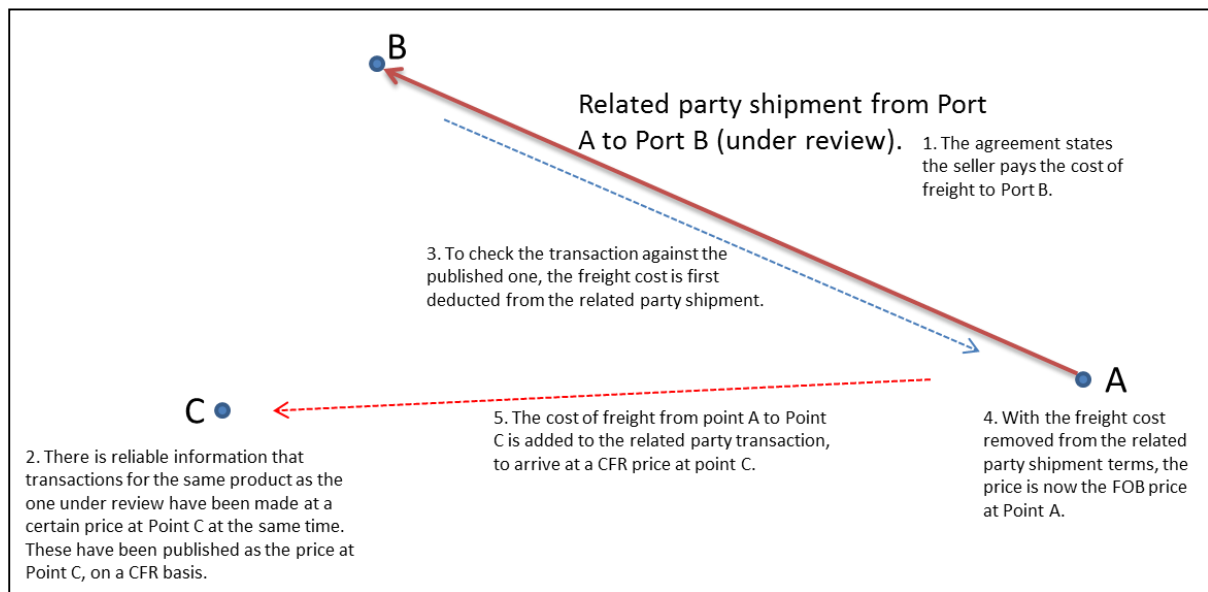 B
Related party shipment from Port
A to Port B (under review).
1. The agreement states
the seller pays the cost of
freight to Port B.
3. To check the transaction against the
published one, the freight cost is first
deducted from the related party shipment.
A
C
5. The cost of freight from point A to Point
C is added to the related party transaction,
to arrive at a CFR price at point C.
4. With the freight cost
removed from the related
party shipment terms, the
price is now the FOB price
at Point A.
2. There is reliable information that
transactions for the same product as the
one under review have been made at a
certain price at Point C at the same time.
These have been published as the price at
Point C, on a CFR basis.